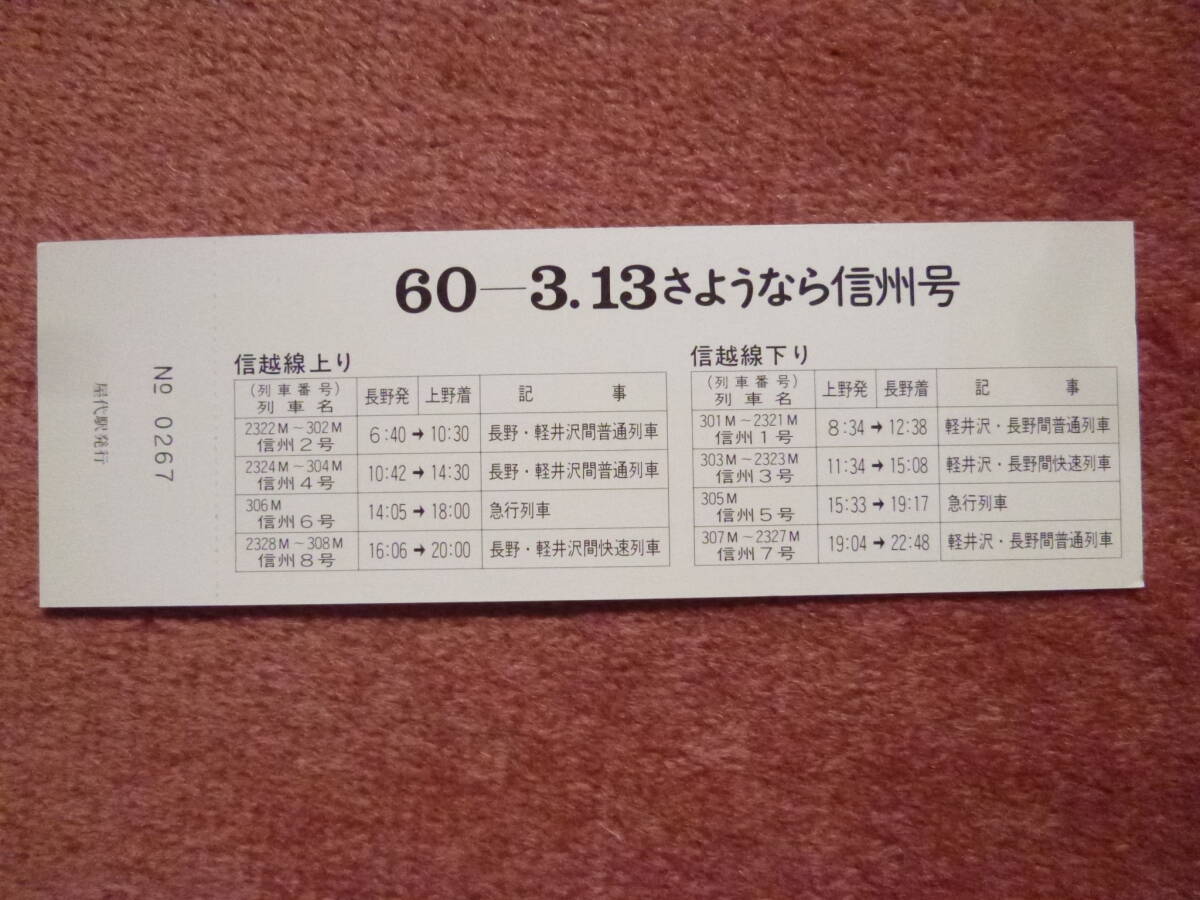 60—3.13さようなら信州号
№ 0267
屋代駅発行
信越線上り
(列車番号) 列車名 長野発 上野着 記事
2322M～302M 信州2号 6:40→10:30 長野・軽井沢間普通列車
2324M～304M 信州4号 10:42→14:30 長野・軽井沢間普通列車
306M 信州6号 14:05→18:00 急行列車
2328M～308M 信州8号 16:06→20:00 長野・軽井沢間快速列車
信越線下り
(列車番号) 列車名 上野発 長野着 記事
301M～2321M 信州1号 8:34→12:38 軽井沢・長野間普通列車
303M～2323M 信州3号 11:34→15:08 軽井沢・長野間快速列車
305M 信州5号 15:33→19:17 急行列車
307M～2327M 信州7号 19:04→22:48 軽井沢・長野間普通列車